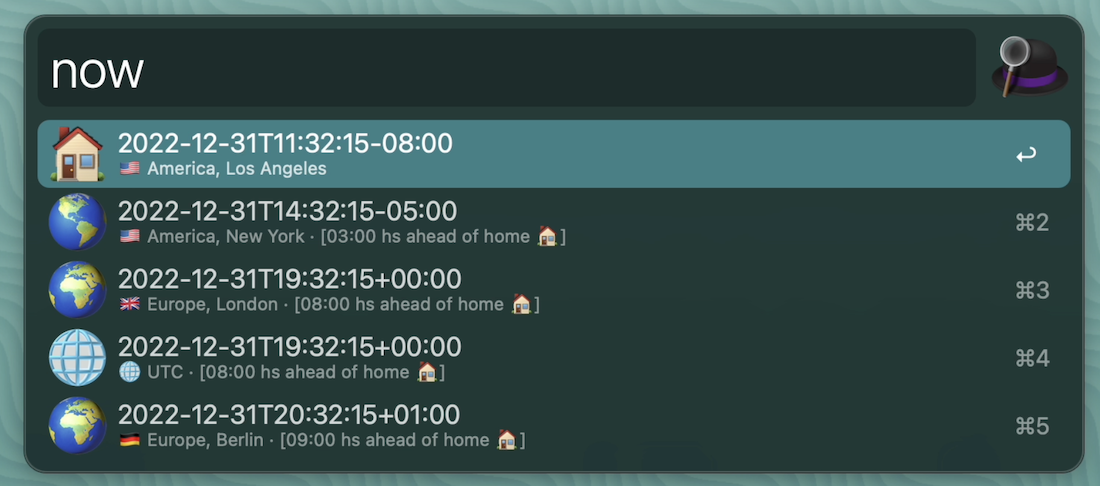 now
2022-12-31T11:32:15-08:00
🇺🇸 America, Los Angeles
↩
2022-12-31T14:32:15-05:00
🇺🇸 America, New York · [03:00 hs ahead of home 🏠]
⌘2
2022-12-31T19:32:15+00:00
🇬🇧 Europe, London · [08:00 hs ahead of home 🏠]
⌘3
2022-12-31T19:32:15+00:00
🌐 UTC · [08:00 hs ahead of home 🏠]
⌘4
2022-12-31T20:32:15+01:00
🇩🇪 Europe, Berlin · [09:00 hs ahead of home 🏠]
⌘5